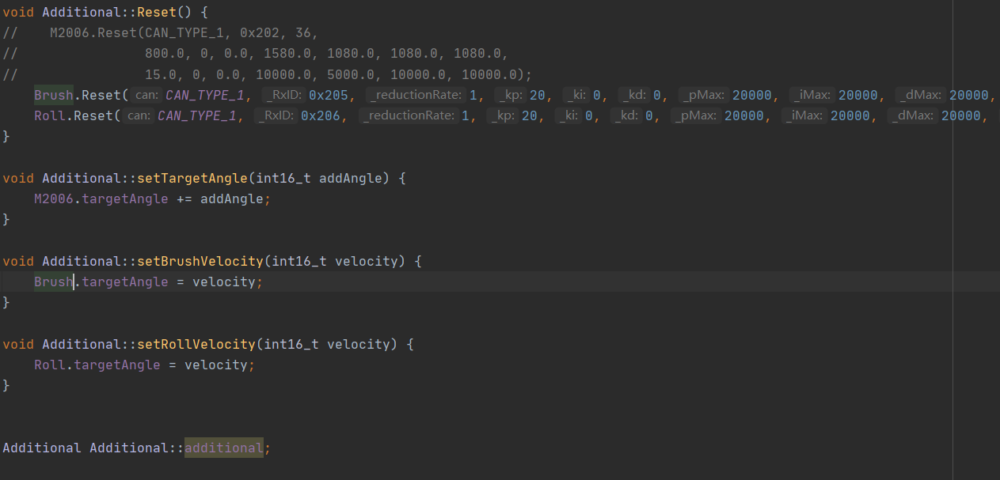 void Additional::Reset() {
//    M2006.Reset(CAN_TYPE_1, 0x202, 36,
//                800.0, 0, 0.0, 1580.0, 1080.0, 1080.0, 1080.0,
//                15.0, 0, 0.0, 10000.0, 5000.0, 10000.0, 10000.0);
    Brush.Reset( can: CAN_TYPE_1, _RxID: 0x205, _reductionRate: 1, _kp: 20, _ki: 0, _kd: 0, _pMax: 20000, _iMax: 20000, _dMax: 20000,
    Roll.Reset( can: CAN_TYPE_1, _RxID: 0x206, _reductionRate: 1, _kp: 20, _ki: 0, _kd: 0, _pMax: 20000, _iMax: 20000, _dMax: 20000,
}
void Additional::setTargetAngle(int16_t addAngle) {
    M2006.targetAngle += addAngle;
}
void Additional::setBrushVelocity(int16_t velocity) {
    Brush.targetAngle = velocity;
}
void Additional::setRollVelocity(int16_t velocity) {
    Roll.targetAngle = velocity;
}
Additional Additional::additional;